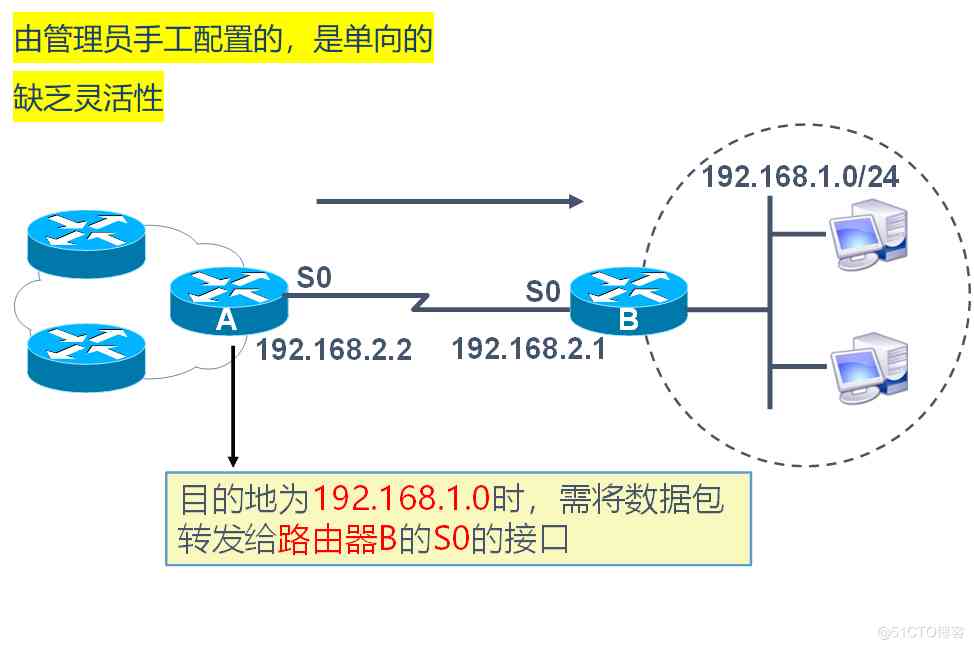 由管理员手工配置的，是单向的
缺乏灵活性
192.168.1.0/24
S0
S0
A
B
192.168.2.2
192.168.2.1
目的地为192.168.1.0时，需将数据包
转发给路由器B的S0的接口
@51CTO博客